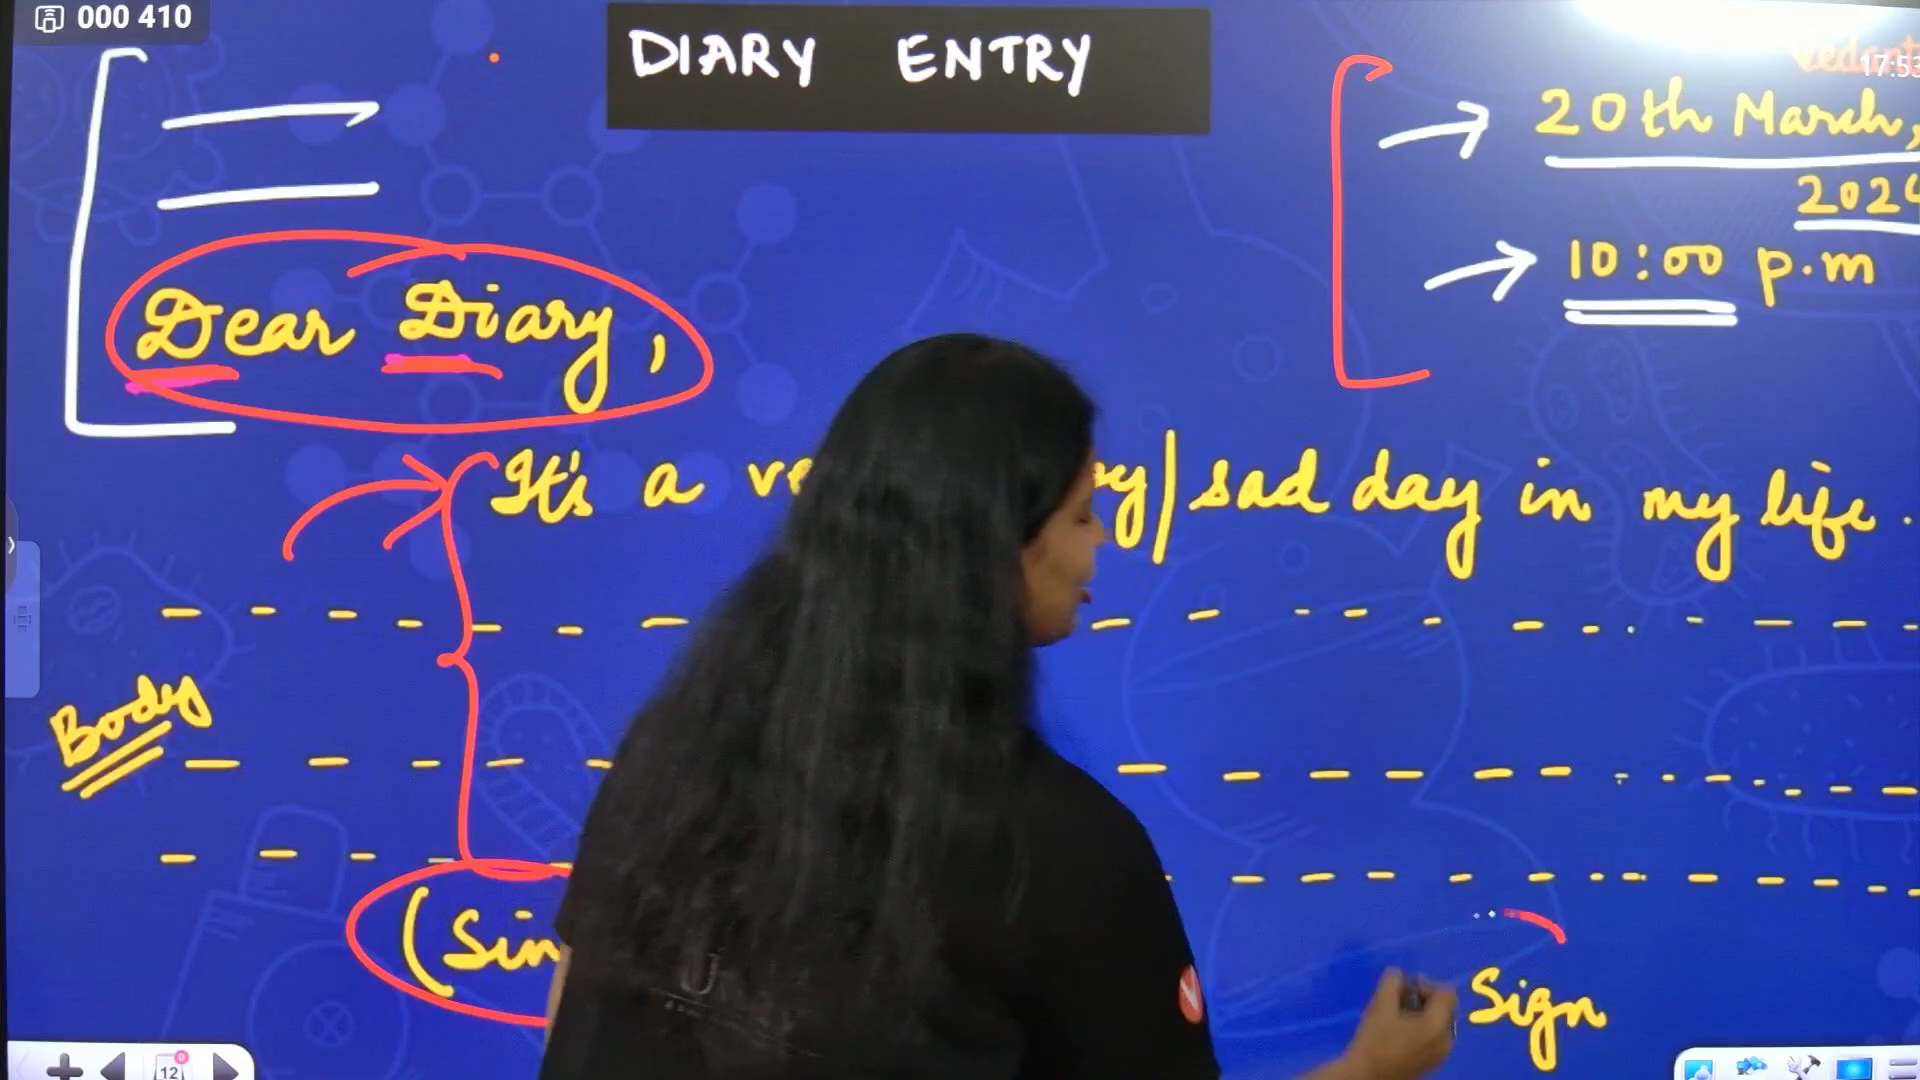 000 410
DIARY ENTRY
17:53
20th March,
2024
10:00 p.m
Dear Diary,
It's a sad day in my life.
Body
(Sin
Sign
12